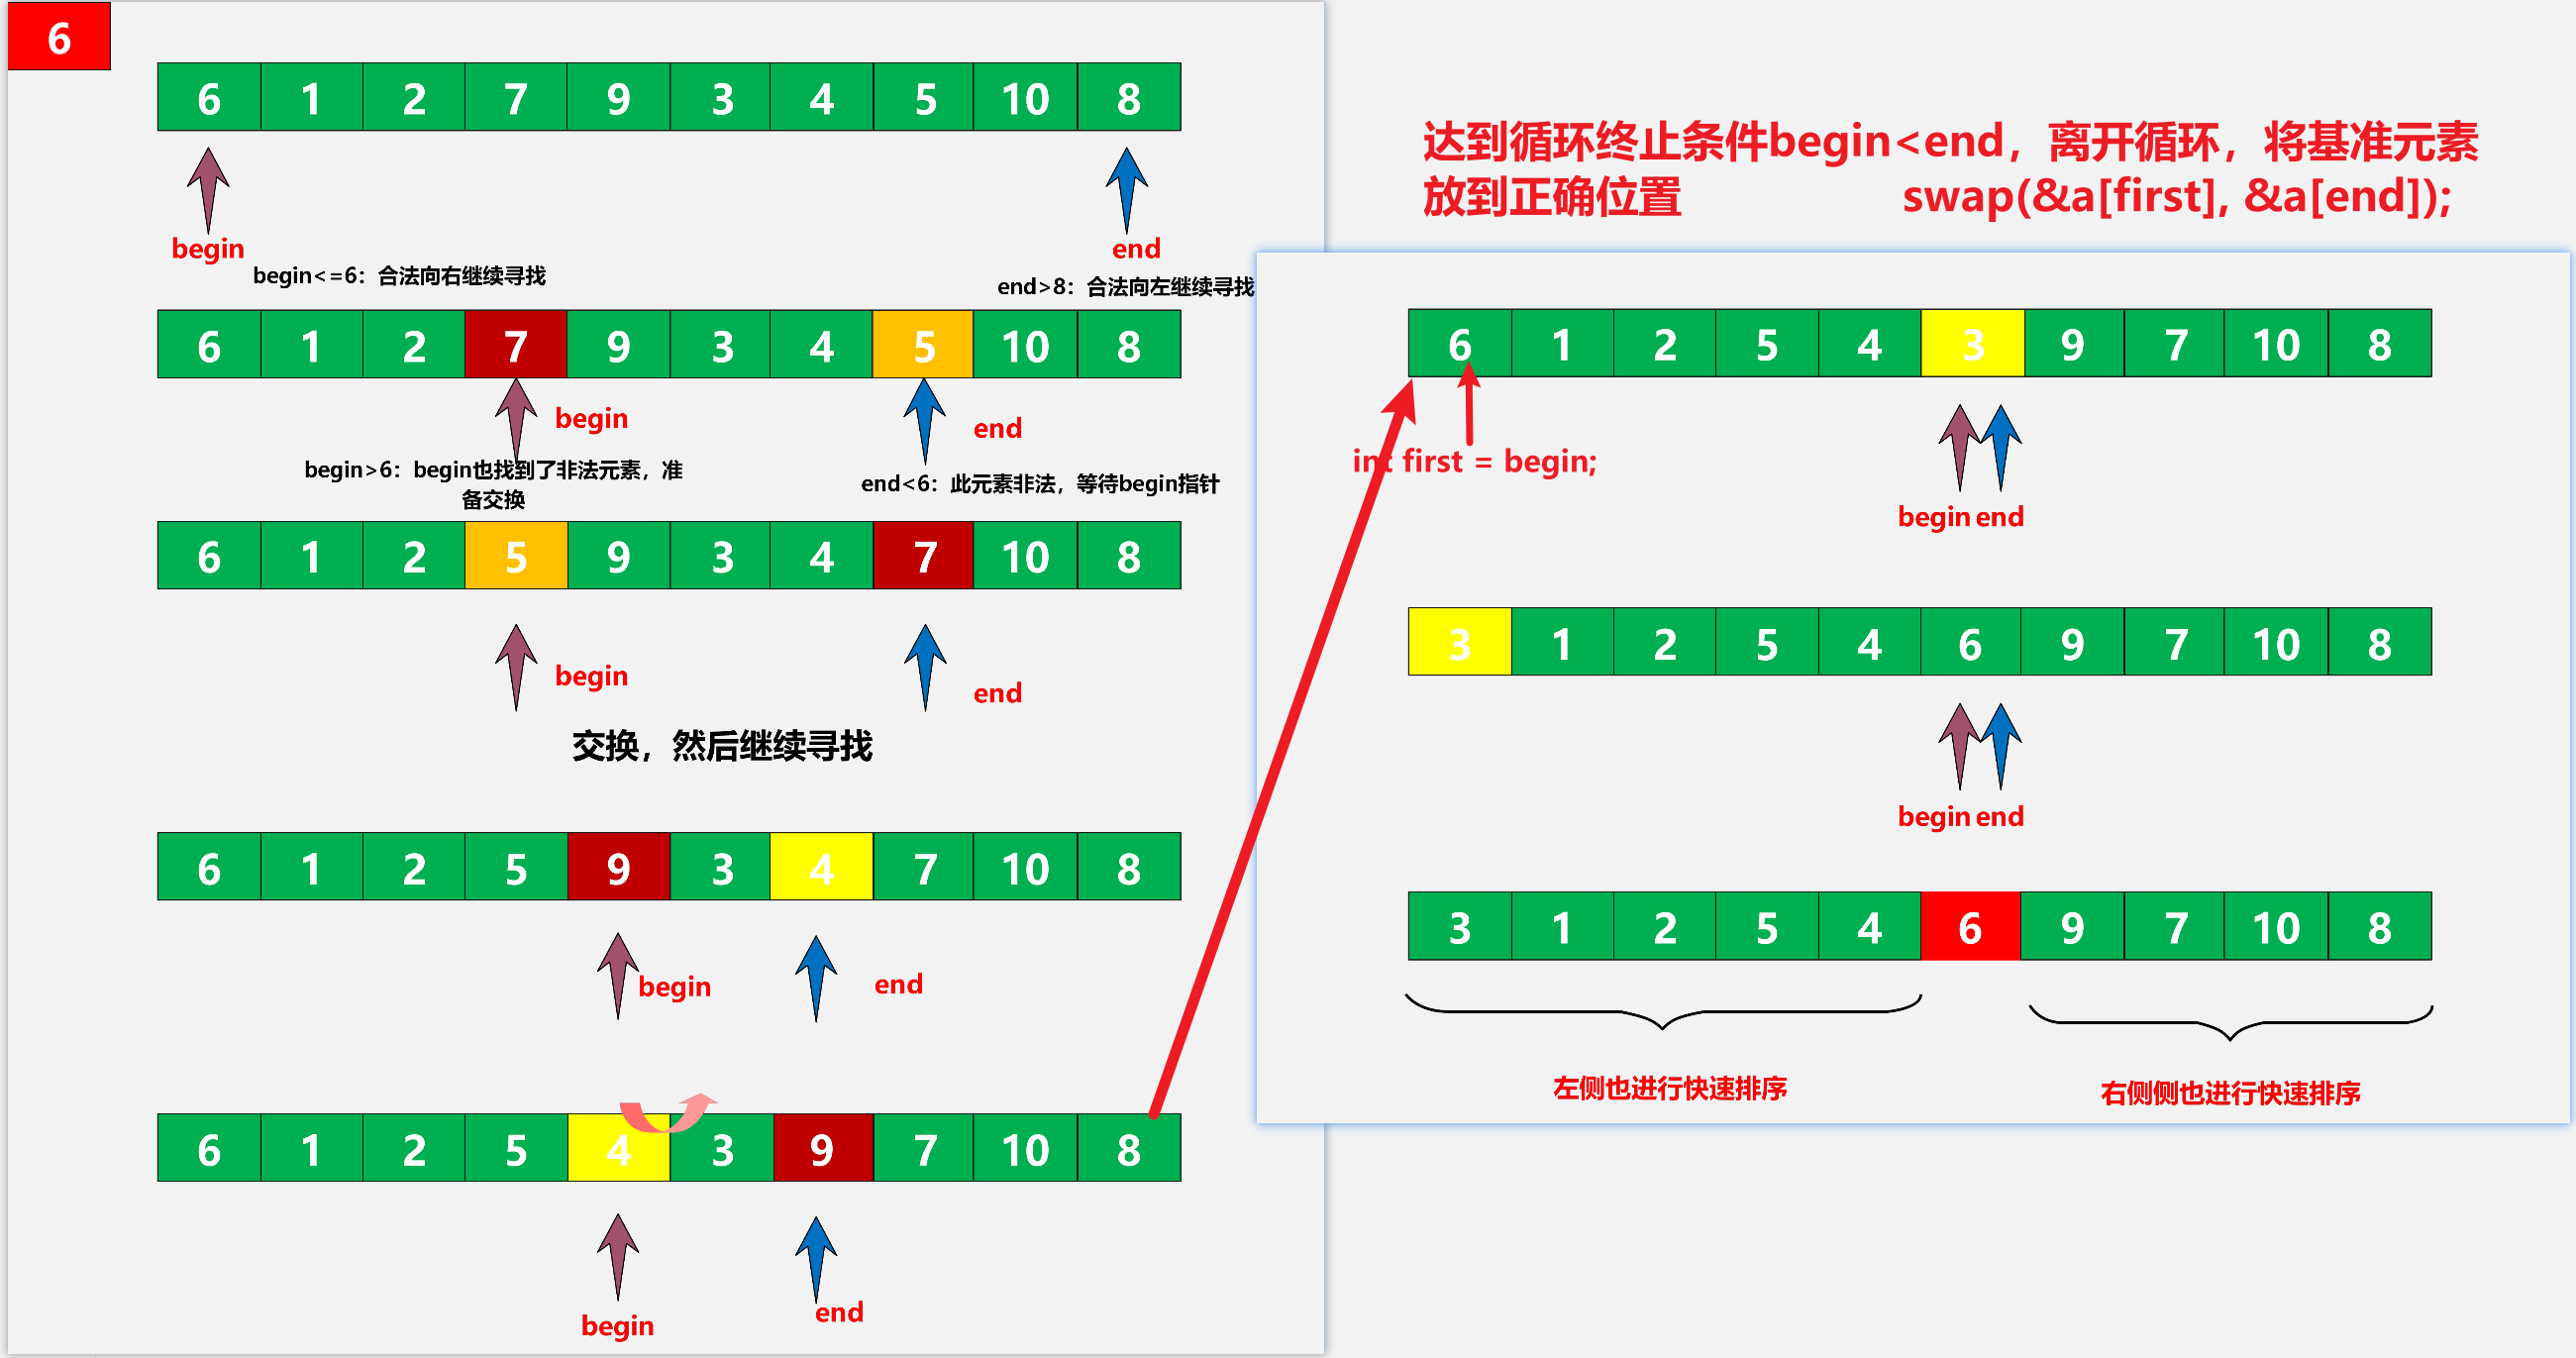 6
6 1 2 7 9 3 4 5 10 8
begin
end
begin<=6：合法向右继续寻找
end>8：合法向左继续寻找
6 1 2 7 9 3 4 5 10 8
begin
end
begin>6：begin也找到了非法元素，准
备交换
end<6：此元素非法，等待begin指针
6 1 2 5 9 3 4 7 10 8
begin
end
交换，然后继续寻找
6 1 2 5 9 3 4 7 10 8
begin
end
6 1 2 5 4 3 9 7 10 8
begin
end
达到循环终止条件begin<end，离开循环，将基准元素
放到正确位置 swap(&a[first], &a[end]);
6 1 2 5 4 3 9 7 10 8
int first = begin;
begin end
3 1 2 5 4 6 9 7 10 8
begin end
3 1 2 5 4 6 9 7 10 8
左侧也进行快速排序
右侧侧也进行快速排序